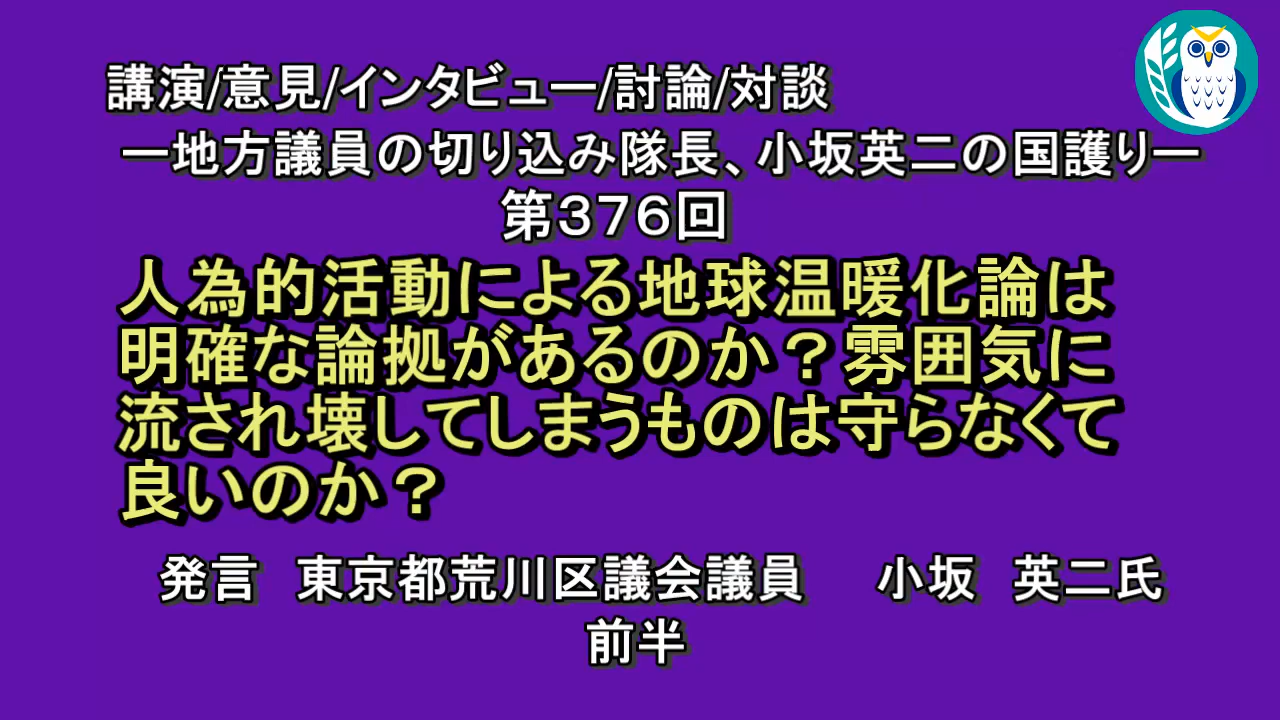 講演/意見/インタビュー/討論/対談
―地方議員の切り込み隊長、小坂英二の国護り―
第３７６回
人為的活動による地球温暖化論は
明確な論拠があるのか？雰囲気に
流され壊してしまうものは守らなくて
良いのか？
発言　東京都荒川区議会議員　小坂　英二氏
前半